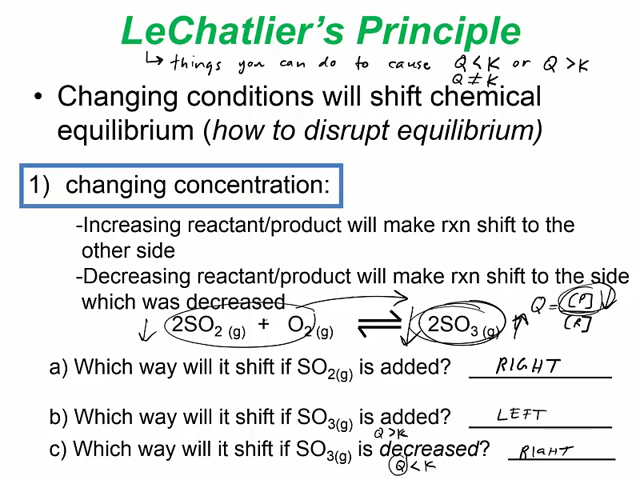 LeChatlier's Principle
↳ things you can do to cause Q < K or Q > K
Q ≠ K
• Changing conditions will shift chemical
equilibrium (how to disrupt equilibrium)
1) changing concentration:
-Increasing reactant/product will make rxn shift to the
other side
-Decreasing reactant/product will make rxn shift to the side
which was decreased
↓ 2SO₂ (g) + O₂(g) ⇌ ↓ 2SO₃ (g) ↑ Q = [P]/[R] ↓
a) Which way will it shift if SO₂(g) is added? RIGHT
b) Which way will it shift if SO₃(g) is added? LEFT
Q > K
c) Which way will it shift if SO₃(g) is decreased? RIGHT
Q < K